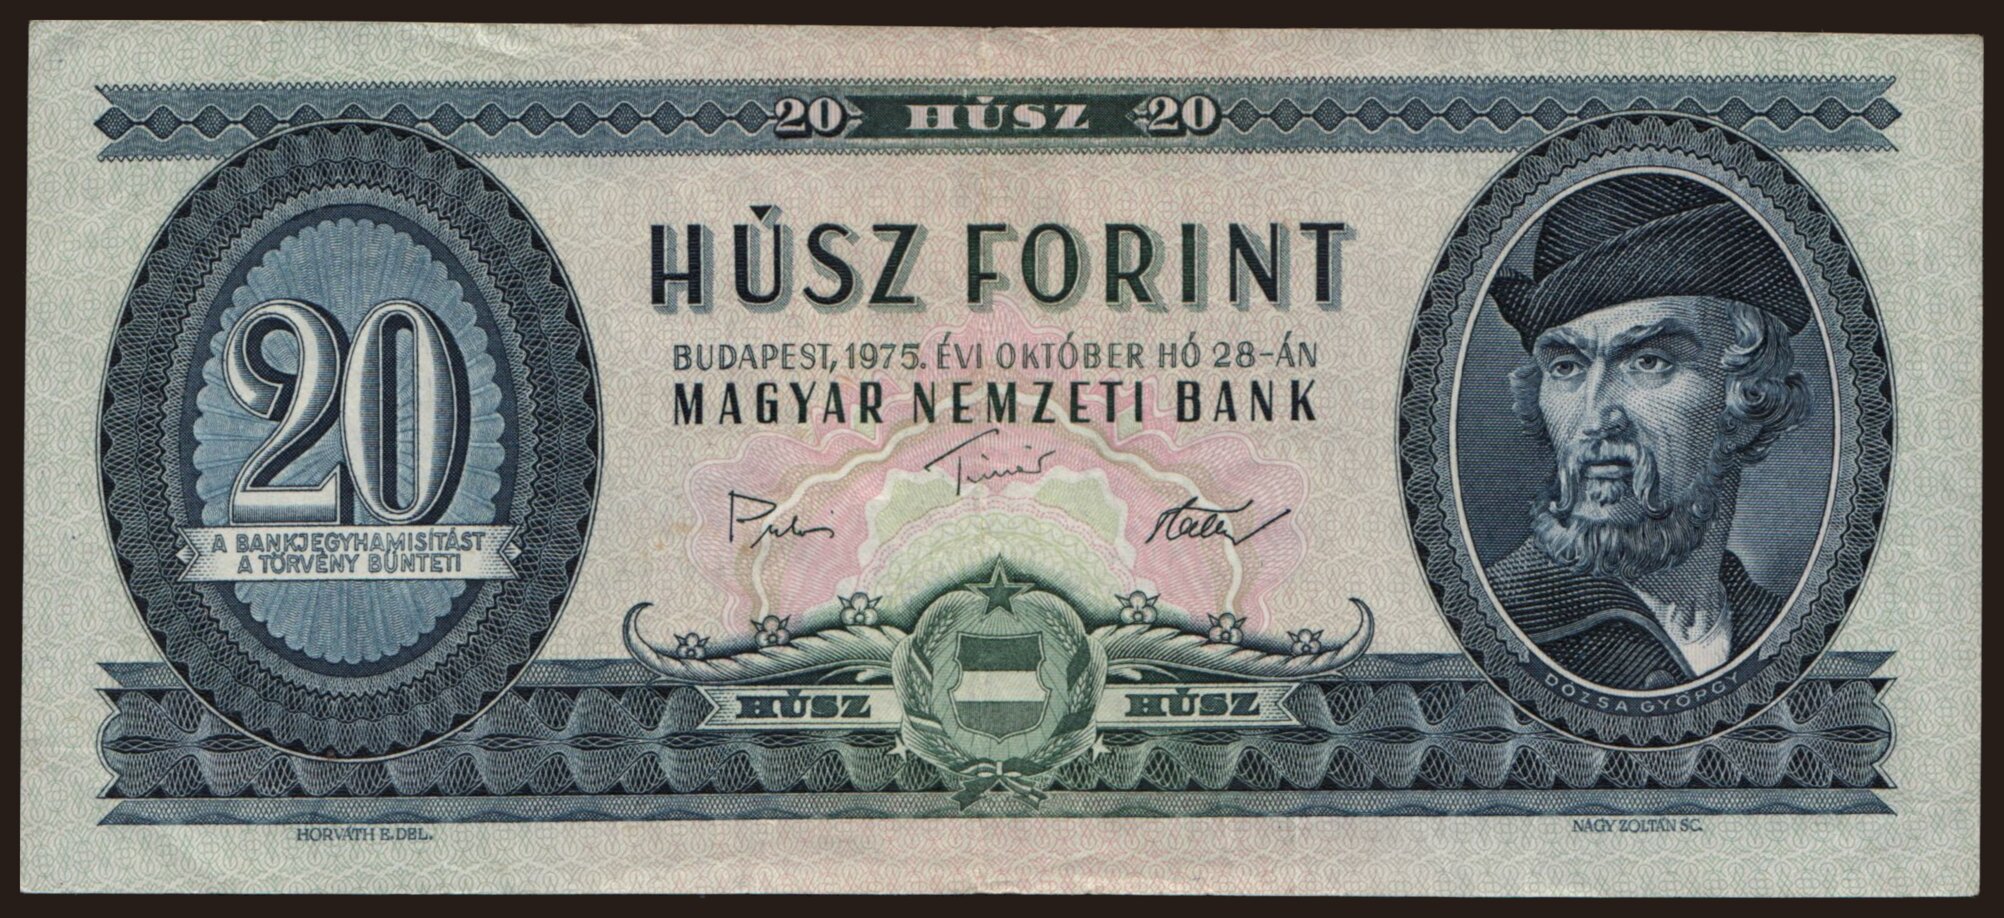 20 HÚSZ 20
HÚSZ FORINT
BUDAPEST, 1975. ÉVI OKTÓBER HÓ 28-ÁN
MAGYAR NEMZETI BANK
20
A BANKJEGYHAMISÍTÁST
A TÖRVÉNY BÜNTETI
HÚSZ HÚSZ
DÓZSA GYÖRGY
HORVÁTH E. DEL.
NAGY ZOLTÁN SC.